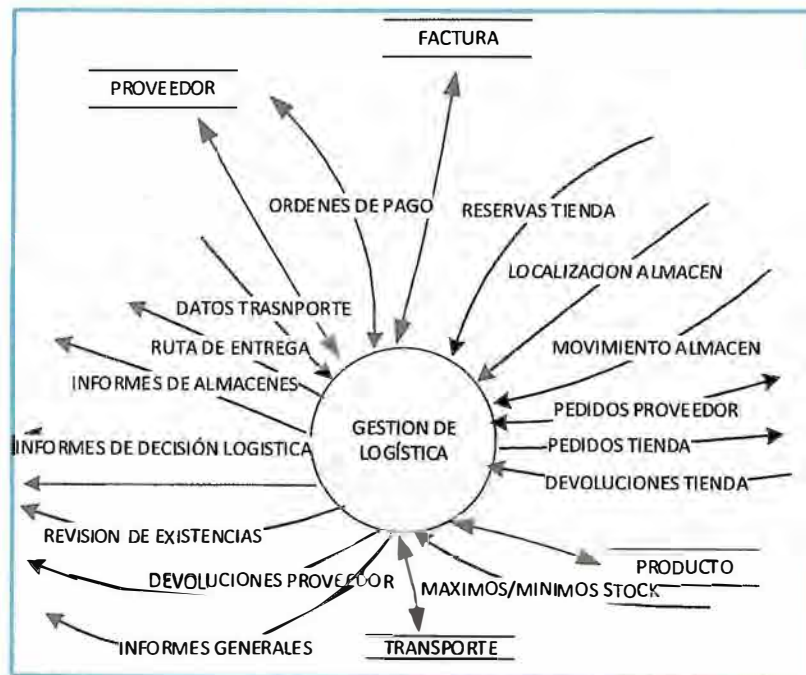 FACTURA
PROVEEDOR
ORDENES DE PAGO
RESERVAS TIENDA
LOCALIZACION ALMACEN
DATOS TRASNPORTE
RUTA DE ENTREGA
MOVIMIENTO ALMACEN
INFORMES DE ALMACENES
PEDIDOS PROVEEDOR
GESTION DE
LOGÍSTICA
INFORMES DE DECISIÓN LOGISTICA
PEDIDOS TIENDA
DEVOLUCIONES TIENDA
REVISION DE EXISTENCIAS
PRODUCTO
DEVOLUCIONES PROVEEDOR
MAXIMOS/MINIMOS STOCK
INFORMES GENERALES
TRANSPORTE